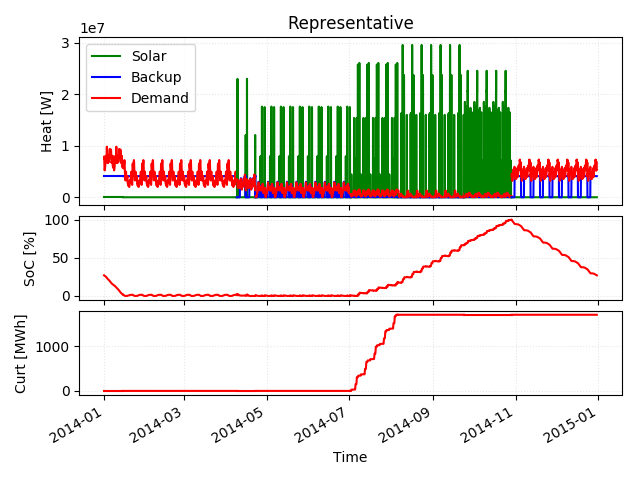 Representative
1e7
Heat [W]
3
2
1
0
Solar
Backup
Demand
SoC [%]
100
50
0
Curt [MWh]
1000
0
2014-01
2014-03
2014-05
2014-07
2014-09
2014-11
2015-01
Time